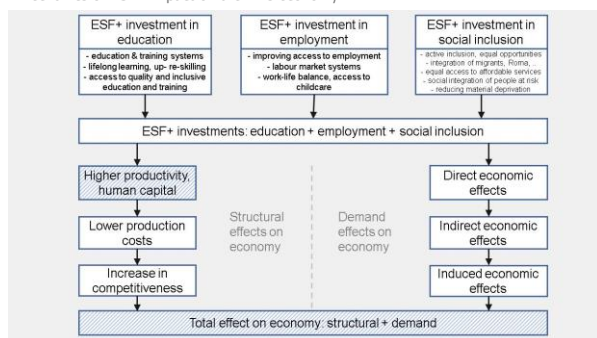 ESF+ investment in
education
- education & training systems
- lifelong learning, up- re-skilling
- access to quality and inclusive
education and training
ESF+ investment in
employment
- improving access to employment
- labour market systems
- work-life balance, access to
childcare
ESF+ investment in
social inclusion
- active inclusion, equal opportunities
- integration of migrants, Roma, ..
- equal access to affordable services
- social integration of people at risk
- reducing material deprivation
ESF+ investments: education + employment + social inclusion
Higher productivity,
human capital
Lower production
costs
Increase in
competitiveness
Structural
effects on
economy
Demand
effects on
economy
Direct economic
effects
Indirect economic
effects
Induced economic
effects
Total effect on economy: structural + demand